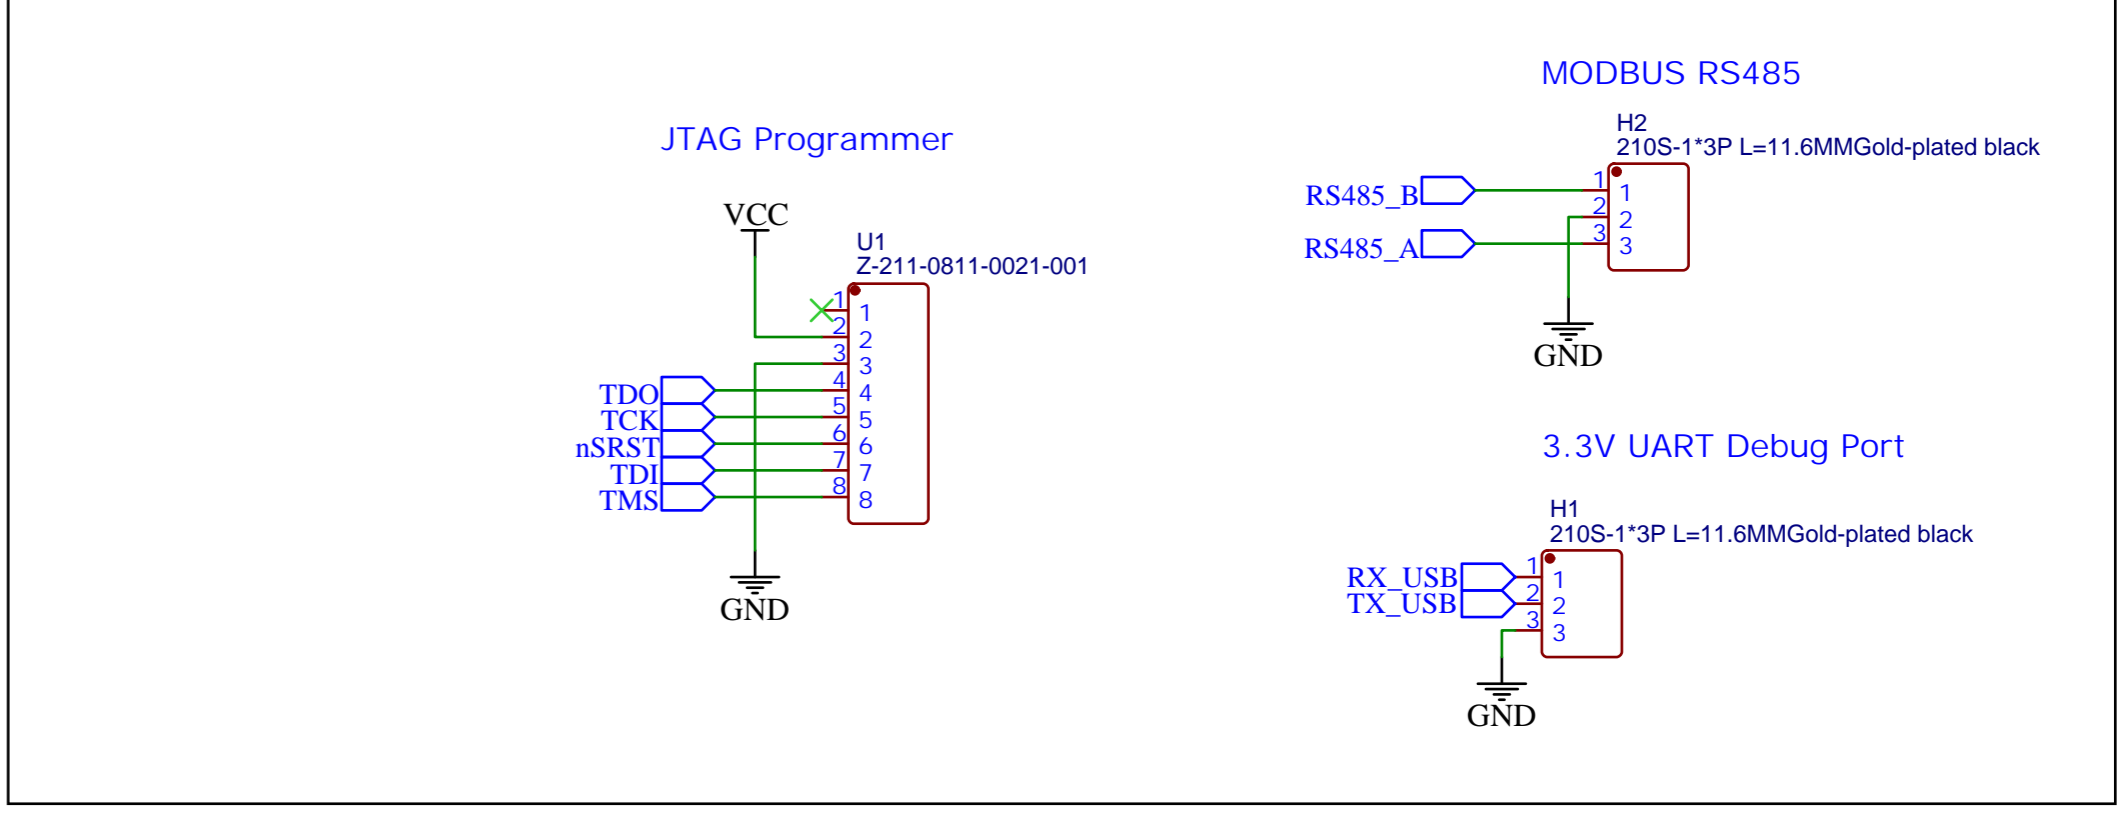 JTAG Programmer
VCC
U1
Z-211-0811-0021-001
1
1
2
2
3
3
TDO
4
4
TCK
5
5
nSRST
6
6
TDI
7
7
TMS
8
8
GND
MODBUS RS485
H2
210S-1*3P L=11.6MMGold-plated black
RS485_B
1
1
2
2
RS485_A
3
3
GND
3.3V UART Debug Port
H1
210S-1*3P L=11.6MMGold-plated black
RX_USB
1
1
TX_USB
2
2
3
3
GND